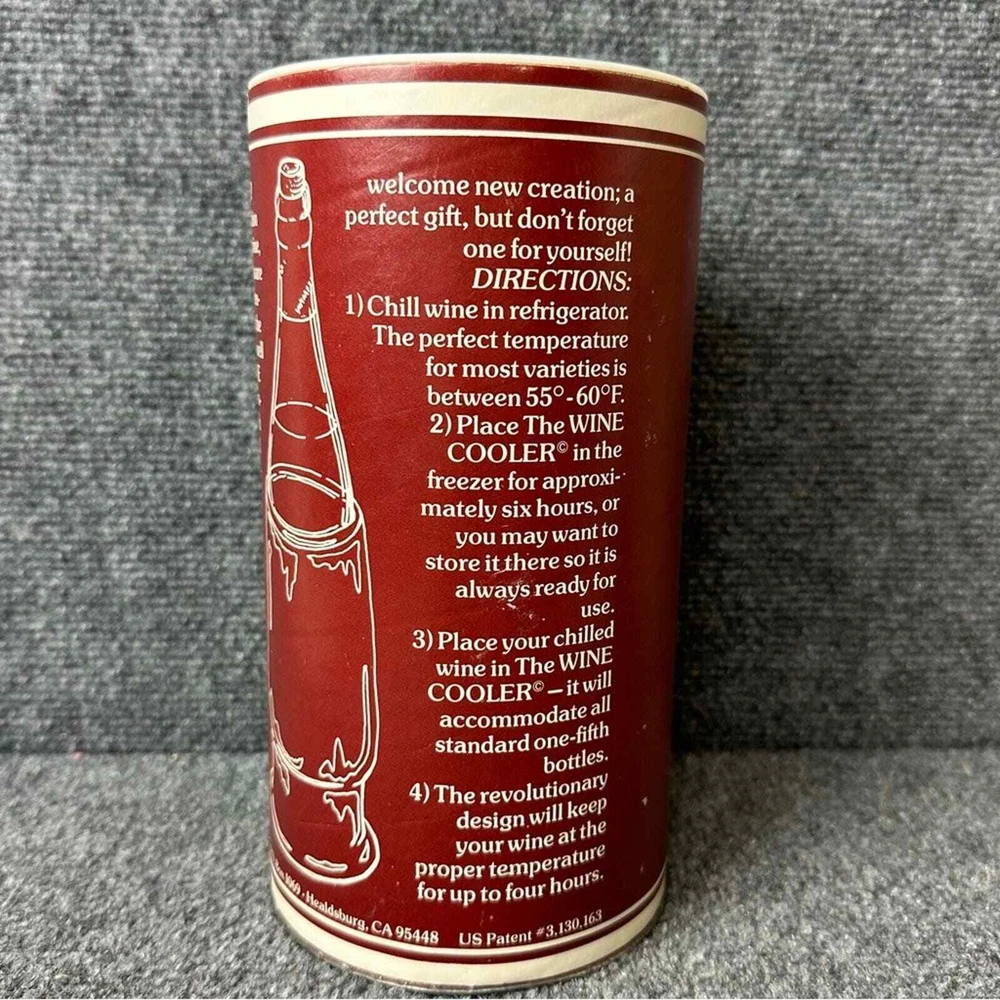 welcome new creation; a
perfect gift, but don't forget
one for yourself!
DIRECTIONS:
1) Chill wine in refrigerator.
The perfect temperature
for most varieties is
between 55°-60°F.
2) Place The WINE
COOLER© in the
freezer for approxi-
mately six hours, or
you may want to
store it there so it is
always ready for
use.
3) Place your chilled
wine in The WINE
COOLER© – it will
accommodate all
standard one-fifth
bottles.
4) The revolutionary
design will keep
your wine at the
proper temperature
for up to four hours.
1069 · Healdsburg, CA 95448 US Patent #3,130,163